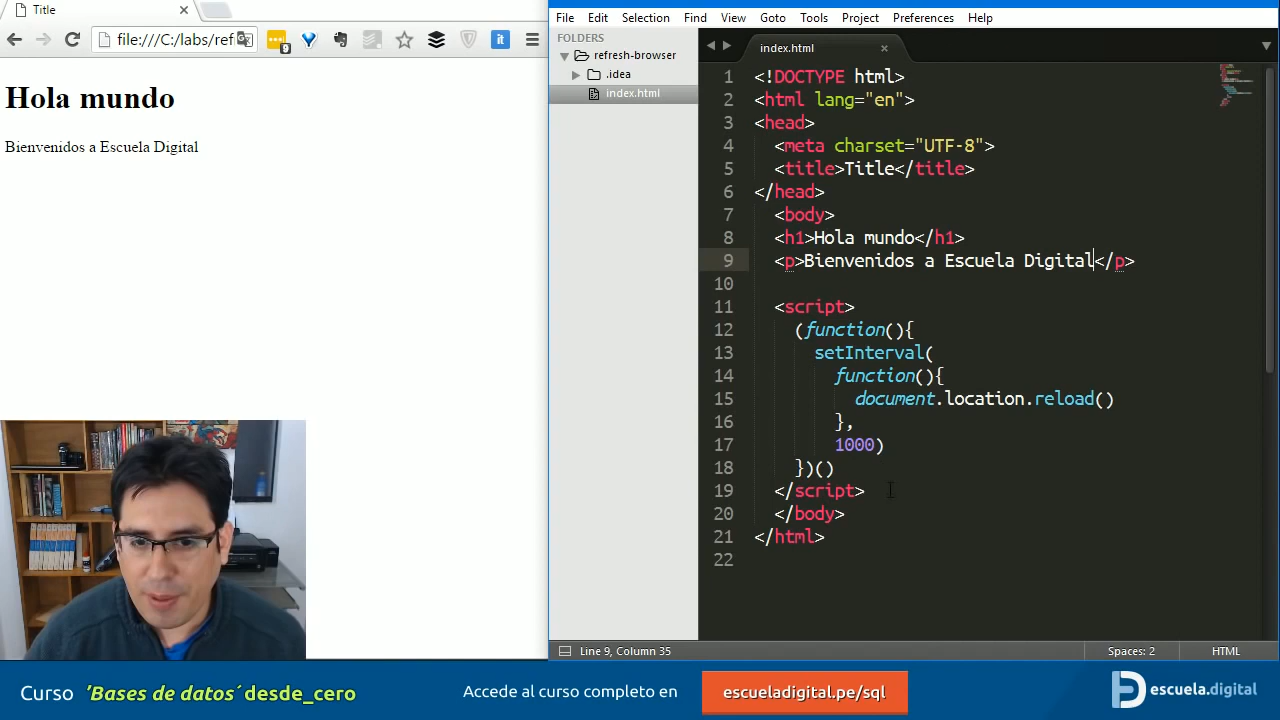 Title
file:///C:/labs/ref
9
it
Hola mundo
Bienvenidos a Escuela Digital
File Edit Selection Find View Goto Tools Project Preferences Help
FOLDERS
refresh-browser
.idea
index.html
index.html
1 <!DOCTYPE html>
2 <html lang="en">
3 <head>
4 <meta charset="UTF-8">
5 <title>Title</title>
6 </head>
7 <body>
8 <h1>Hola mundo</h1>
9 <p>Bienvenidos a Escuela Digital</p>
10
11 <script>
12 (function(){
13 setInterval(
14 function(){
15 document.location.reload()
16 },
17 1000)
18 })()
19 </script>
20 </body>
21 </html>
22
Line 9, Column 35
Spaces: 2
HTML
Curso 'Bases de datos´ desde_cero
Accede al curso completo en
escueladigital.pe/sql
escuela.digital